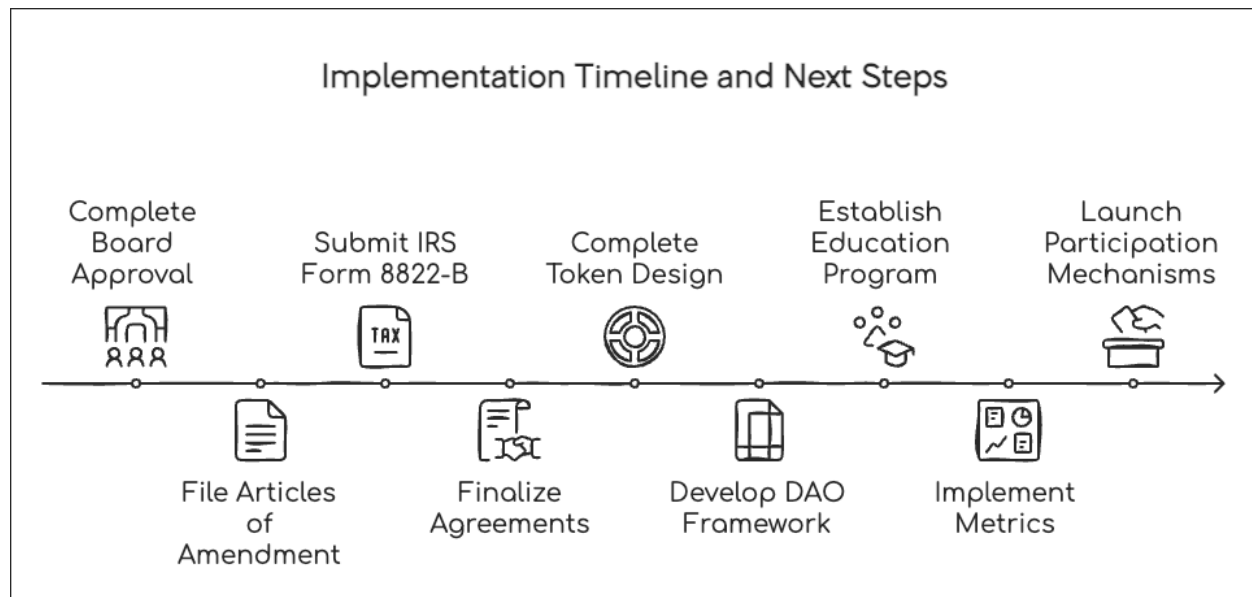 Implementation Timeline and Next Steps
Complete
Board
Approval
File Articles
of
Amendment
Submit IRS
Form 8822-B
TAX
Finalize
Agreements
Complete
Token Design
Develop DAO
Framework
Establish
Education
Program
Implement
Metrics
Launch
Participation
Mechanisms